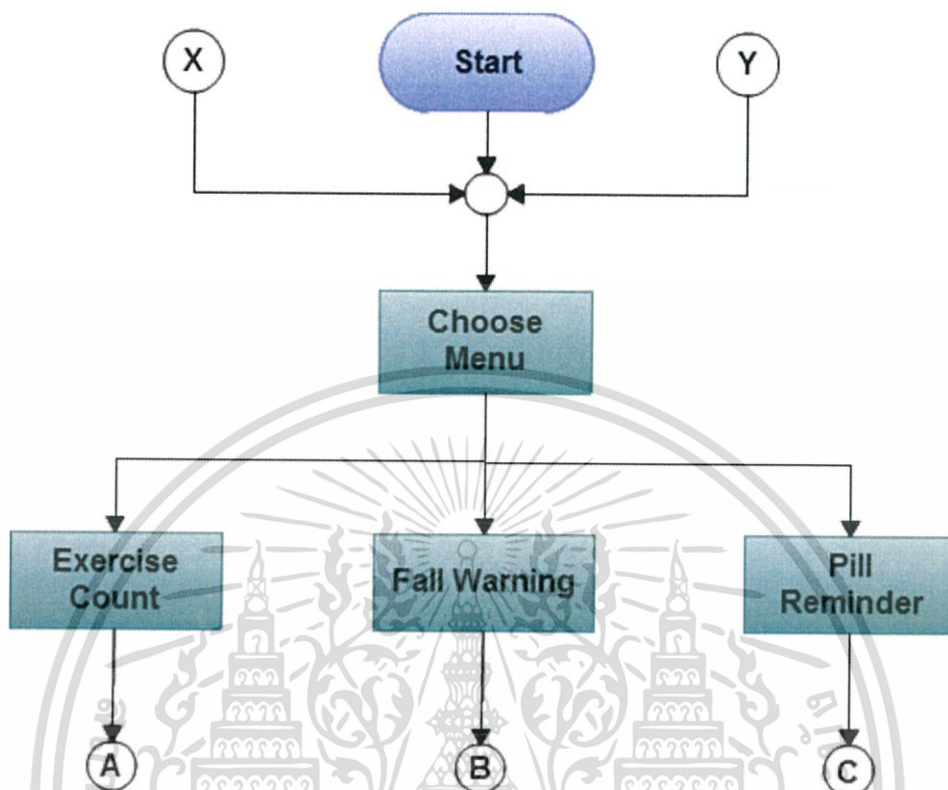 X
Start
Y
Choose
Menu
Exercise
Count
Fall Warning
Pill
Reminder
A
B
C